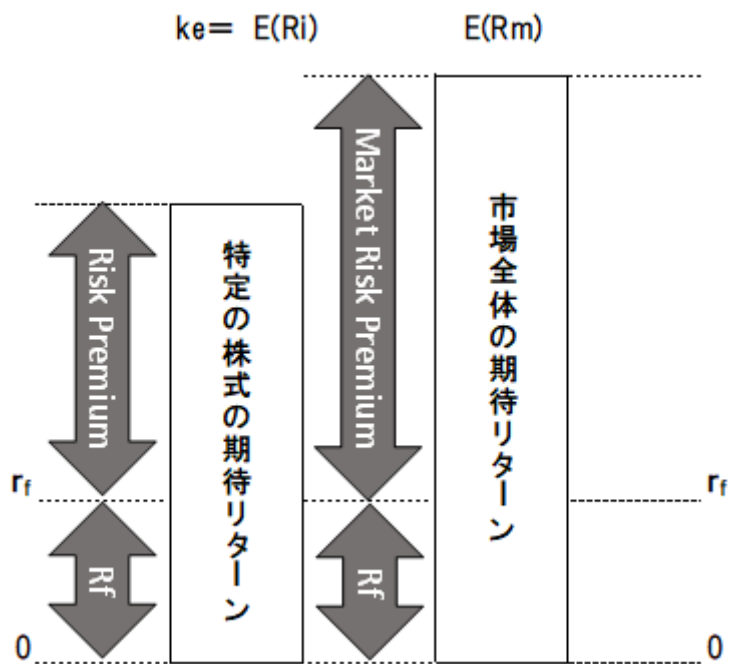 ke= E(Ri)
E(Rm)
Risk Premium
特定の株式の期待リターン
Market Risk Premium
市場全体の期待リターン
rf
rf
Rf
Rf
0
0